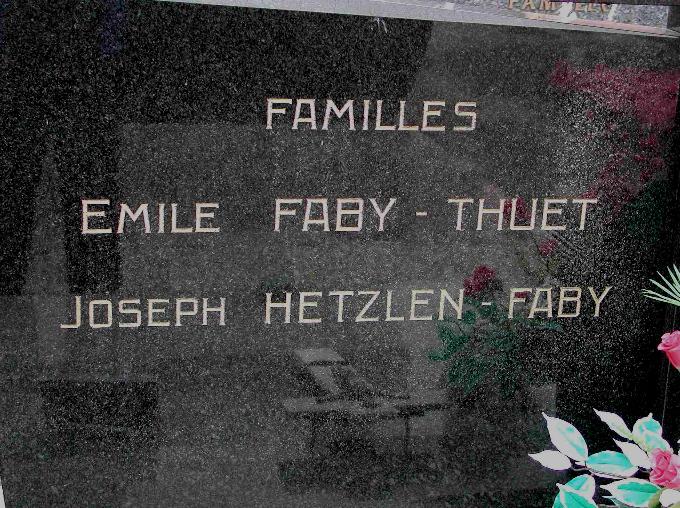 FAMILLES
EMILE FABY - THUET
JOSEPH HETZLEN - FABY